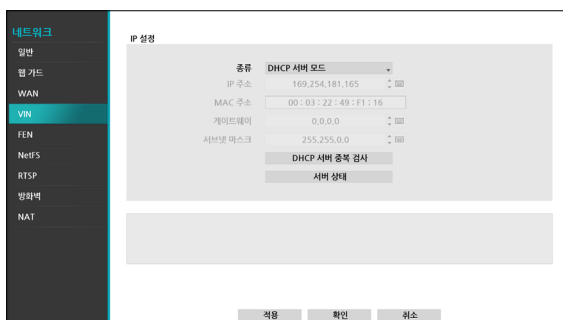 네트워크
일반
웹 가드
WAN
VIN
FEN
NetFS
RTSP
방화벽
NAT
IP 설정
종류 DHCP 서버 모드
IP 주소 169,254,181,165
MAC 주소 00 : 03 : 22 : 49 : F1 : 16
게이트웨이 0,0,0,0
서브넷 마스크 255,255,0,0
DHCP 서버 중복 검사
서버 상태
적용 확인 취소